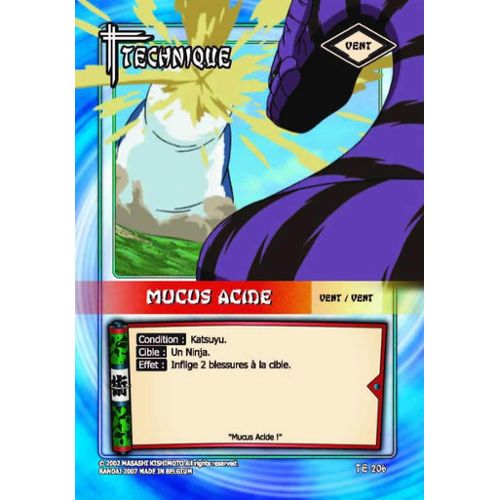 TECHNIQUE
VENT
MUCUS ACIDE
VENT / VENT
Condition : Katsuyu.
Cible : Un Ninja.
Effet : Inflige 2 blessures à la cible.
"Mucus Acide !"
© 2002 MASASHI KISHIMOTO All rights reserved.
BANDAI 2007 MADE IN BELGIUM
TE-206